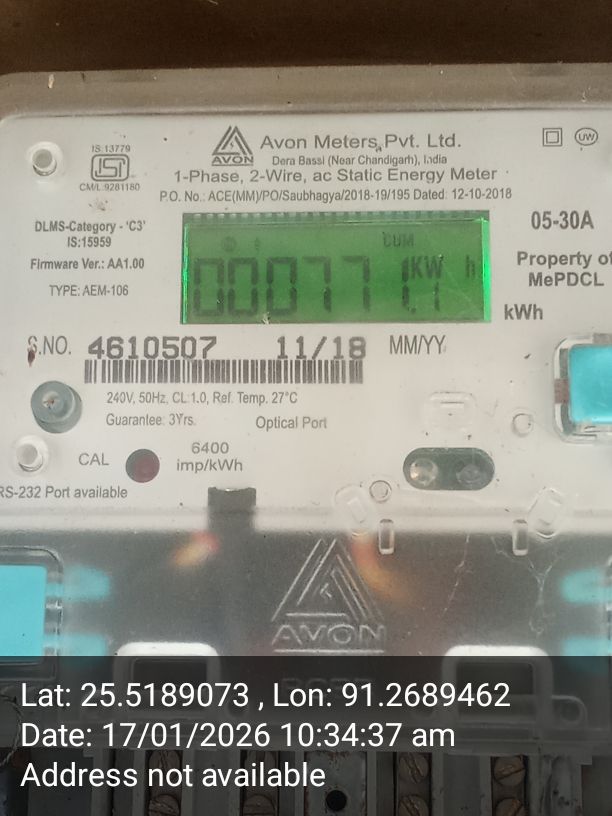 IS:13779
ISI
CM/L:9281180
AVON
Avon Meters Pvt. Ltd.
Dera Bassi (Near Chandigarh), India
1-Phase, 2-Wire, ac Static Energy Meter
P.O. No.: ACE(MM)/PO/Saubhagya/2018-19/195 Dated: 12-10-2018
UW
DLMS-Category - 'C3'
IS:15959
Firmware Ver.: AA1.00
TYPE: AEM-106
CUM
KW h
05-30A
Property of
MePDCL
kWh
S.NO. 4610507 11/18 MM/YY
240V, 50Hz, CL:1.0, Ref. Temp. 27°C
Guarantee: 3Yrs. Optical Port
CAL
6400
imp/kWh
RS-232 Port available
AVON
Lat: 25.5189073 , Lon: 91.2689462
Date: 17/01/2026 10:34:37 am
Address not available